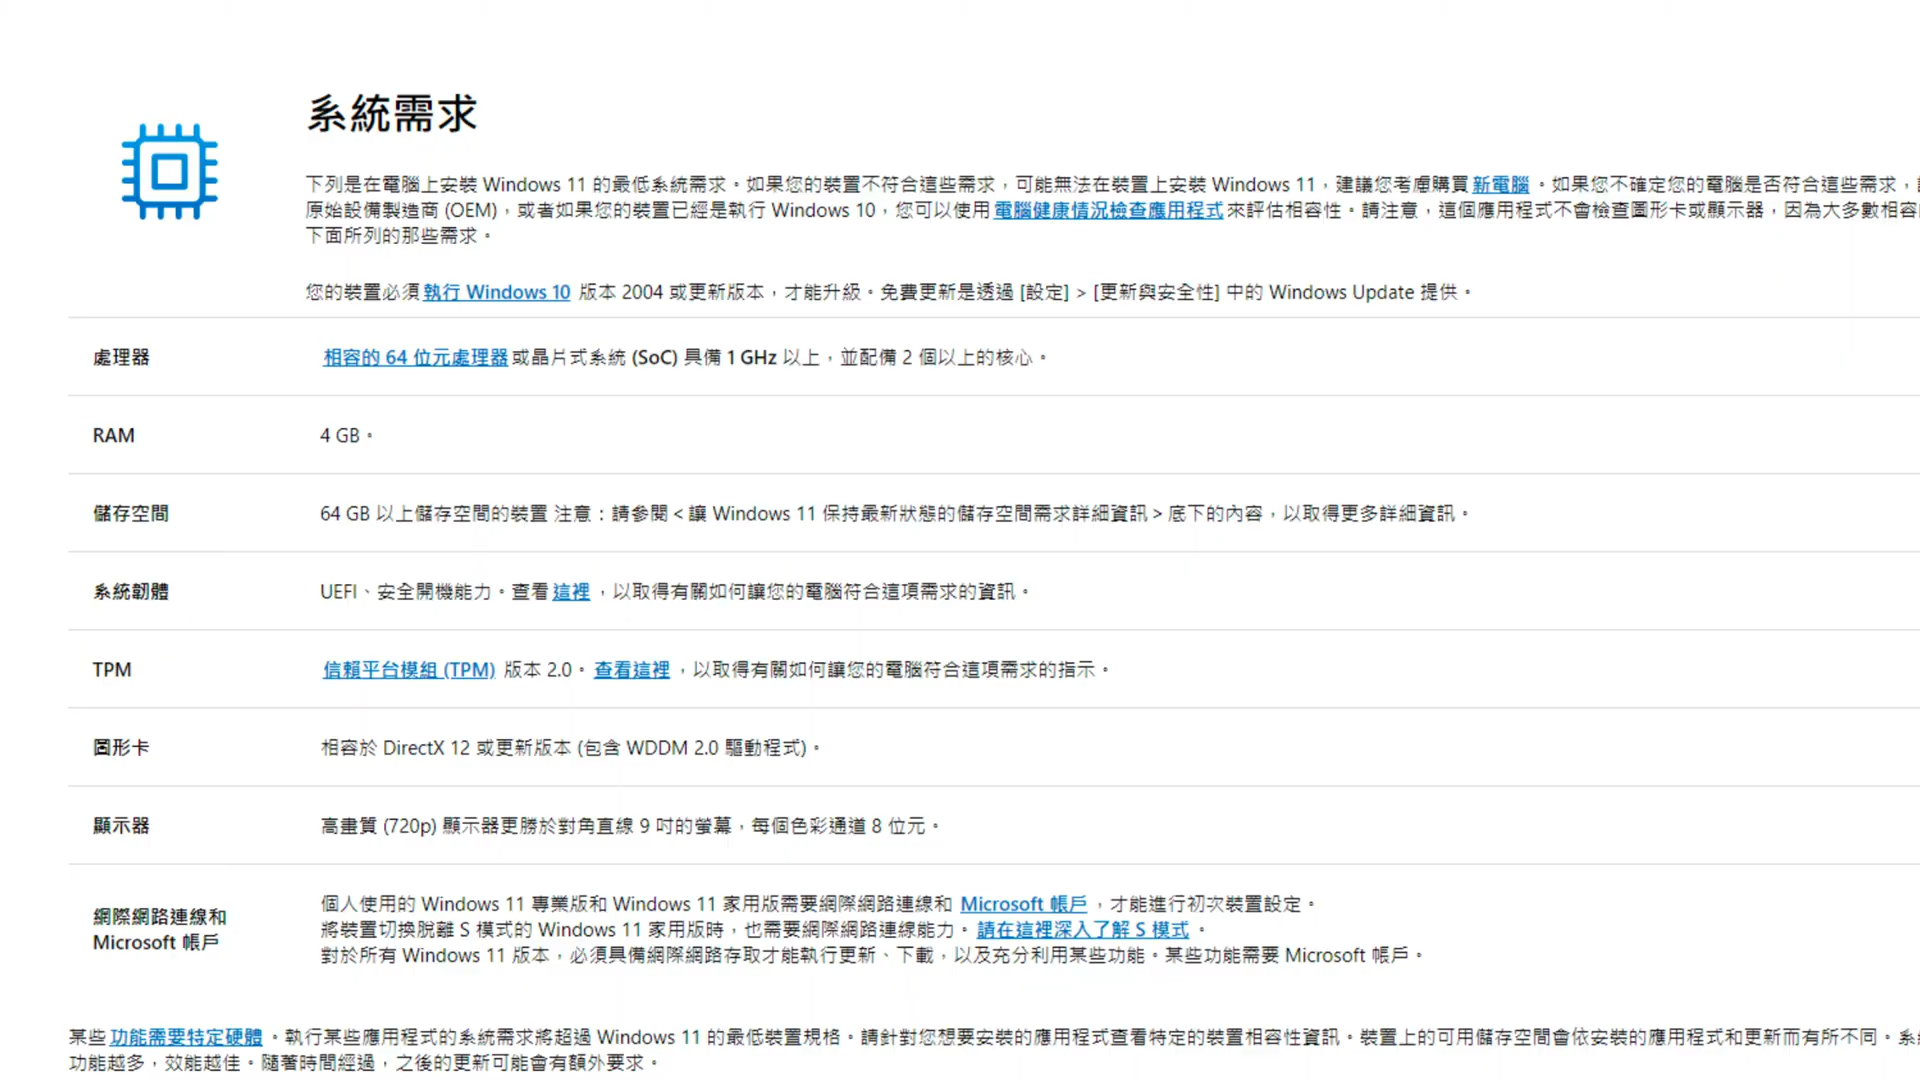 系統需求
下列是在電腦上安裝 Windows 11 的最低系統需求。如果您的裝置不符合這些需求，可能無法在裝置上安裝 Windows 11，建議您考慮購買 新電腦 。如果您不確定您的電腦是否符合這些需求，
原始設備製造商 (OEM)，或者如果您的裝置已經是執行 Windows 10，您可以使用 電腦健康情況檢查應用程式 來評估相容性。請注意，這個應用程式不會檢查圖形卡或顯示器，因為大多數相容
下面所列的那些需求。
您的裝置必須 執行 Windows 10 版本 2004 或更新版本，才能升級。免費更新是透過 [設定] > [更新與安全性] 中的 Windows Update 提供。
處理器 相容的 64 位元處理器 或晶片式系統 (SoC) 具備 1 GHz 以上，並配備 2 個以上的核心。
RAM 4 GB。
儲存空間 64 GB 以上儲存空間的裝置 注意：請參閱 < 讓 Windows 11 保持最新狀態的儲存空間需求詳細資訊 > 底下的內容，以取得更多詳細資訊。
系統韌體 UEFI、安全開機能力。查看 這裡 ，以取得有關如何讓您的電腦符合這項需求的資訊。
TPM 信賴平台模組 (TPM) 版本 2.0。 查看這裡 ，以取得有關如何讓您的電腦符合這項需求的指示。
圖形卡 相容於 DirectX 12 或更新版本 (包含 WDDM 2.0 驅動程式)。
顯示器 高畫質 (720p) 顯示器更勝於對角直線 9 吋的螢幕，每個色彩通道 8 位元。
網際網路連線和
Microsoft 帳戶
個人使用的 Windows 11 專業版和 Windows 11 家用版需要網際網路連線和 Microsoft 帳戶 ，才能進行初次裝置設定。
將裝置切換脫離 S 模式的 Windows 11 家用版時，也需要網際網路連線能力。 請在這裡深入了解 S 模式 。
對於所有 Windows 11 版本，必須具備網際網路存取才能執行更新、下載，以及充分利用某些功能。某些功能需要 Microsoft 帳戶。
某些 功能需要特定硬體 。執行某些應用程式的系統需求將超過 Windows 11 的最低裝置規格。請針對您想要安裝的應用程式查看特定的裝置相容性資訊。裝置上的可用儲存空間會依安裝的應用程式和更新而有所不同。系
功能越多，效能越佳。隨著時間經過，之後的更新可能會有額外要求。